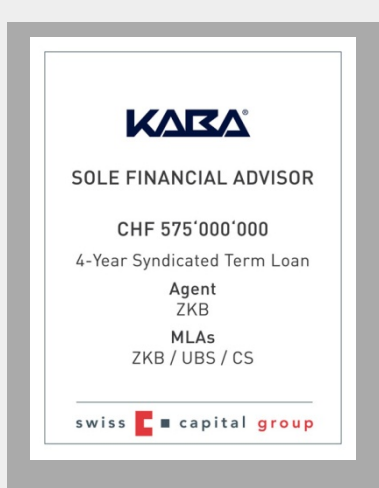 KABA®
SOLE FINANCIAL ADVISOR
CHF 575‘000‘000
4-Year Syndicated Term Loan
Agent
ZKB
MLAs
ZKB / UBS / CS
swiss capital group